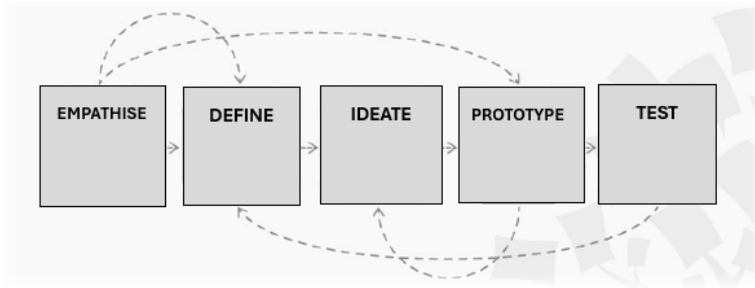 EMPATHISE
DEFINE
IDEATE
PROTOTYPE
TEST